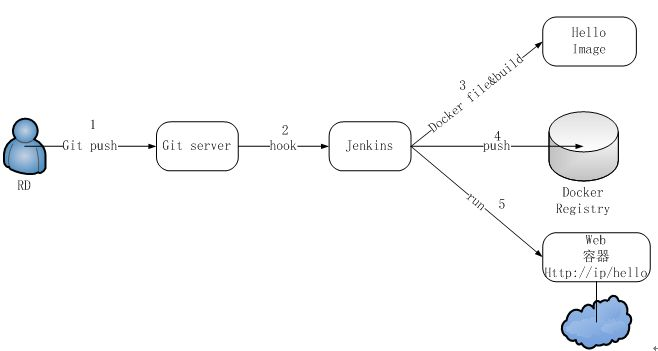 Hello
Image
3
Docker file&build
1
2
4
Git push
Git server
hook
Jenkins
push
RD
Docker
Registry
run
5
Web
容器
Http://ip/hello